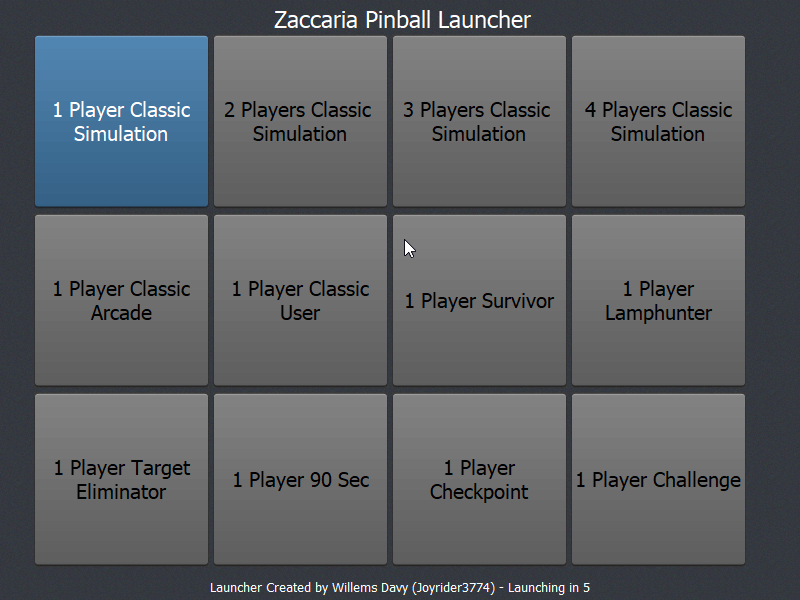 Zaccaria Pinball Launcher
1 Player Classic
Simulation
2 Players Classic
Simulation
3 Players Classic
Simulation
4 Players Classic
Simulation
1 Player Classic
Arcade
1 Player Classic
User
1 Player Survivor
1 Player
Lamphunter
1 Player Target
Eliminator
1 Player 90 Sec
1 Player
Checkpoint
1 Player Challenge
Launcher Created by Willems Davy (Joyrider3774) - Launching in 5